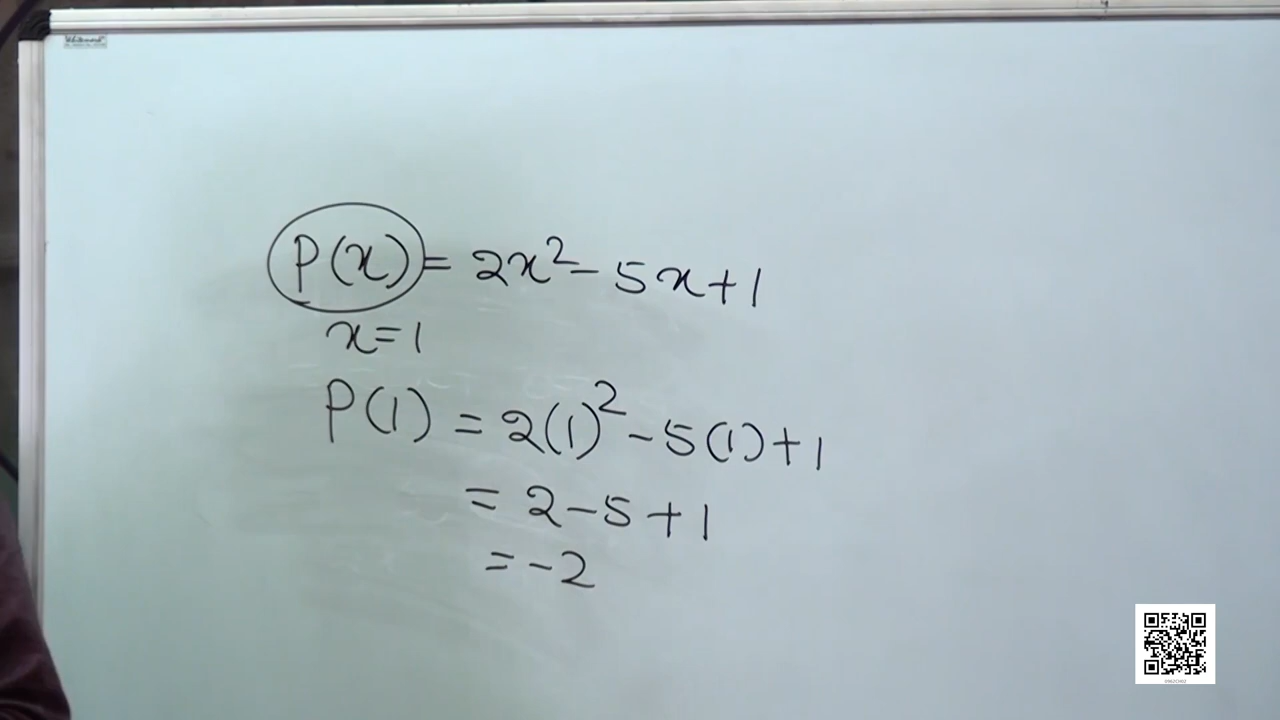 P(x) = 2x² - 5x + 1
x = 1
P(1) = 2(1)² - 5(1) + 1
= 2 - 5 + 1
= -2